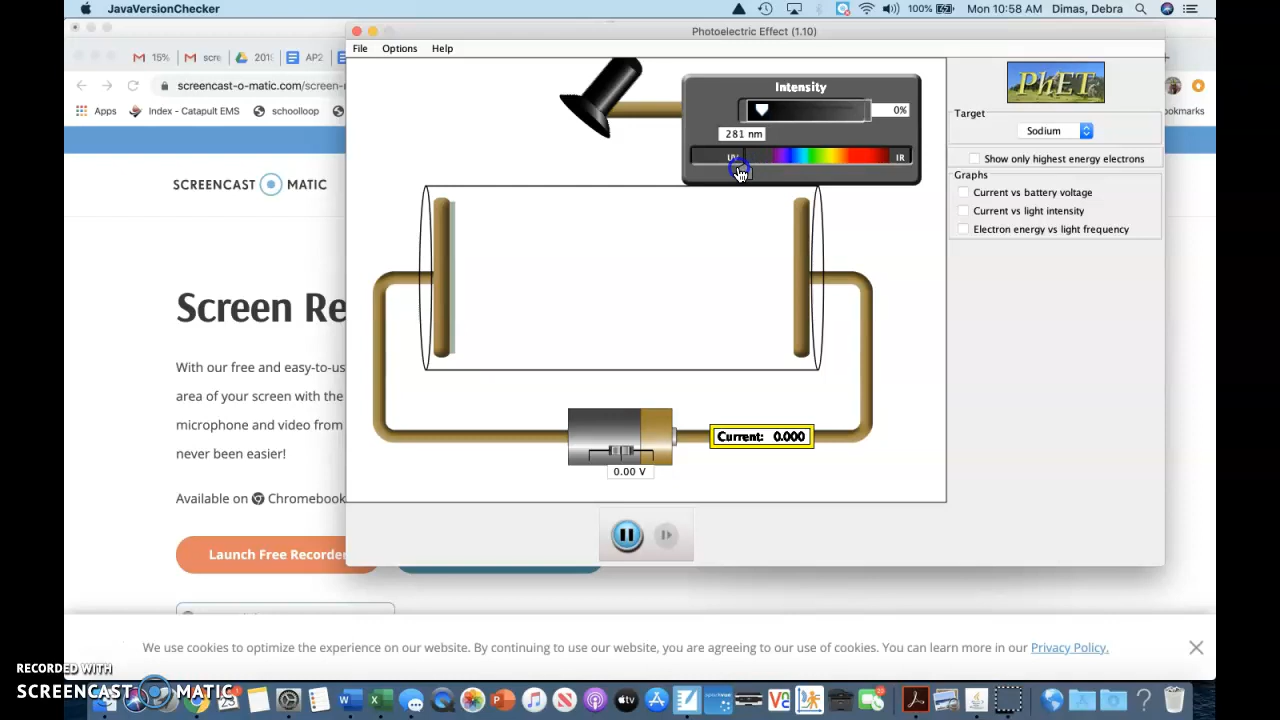 JavaVersionChecker
100%
Mon 10:58 AM Dimas, Debra
Photoelectric Effect (1.10)
File Options Help
15% scre 2019 AP2
screencast-o-matic.com/screen-r
Apps Index - Catapult EMS schoolloop
okmarks
Intensity
0%
281 nm
UV IR
PhET
Target
Sodium
Show only highest energy electrons
Graphs
Current vs battery voltage
Current vs light intensity
Electron energy vs light frequency
SCREENCAST MATIC
Screen Re
With our free and easy-to-us
area of your screen with the
microphone and video from
never been easier!
Available on Chromebook
Launch Free Recorder
Current: 0.000
0.00 V
We use cookies to optimize the experience on our website. By continuing to use our website, you are agreeing to our use of cookies. You can learn more in our Privacy Policy.
RECORDED WITH
SCREENCAST MATIC